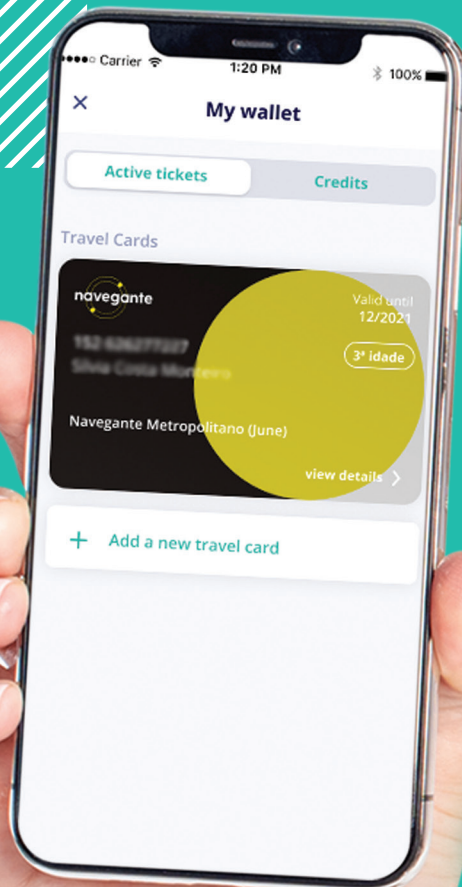 Carrier
1:20 PM
100%
My wallet
Active tickets
Credits
Travel Cards
navegante
Valid until
12/2021
3ª idade
Navegante Metropolitano (June)
view details
+ Add a new travel card